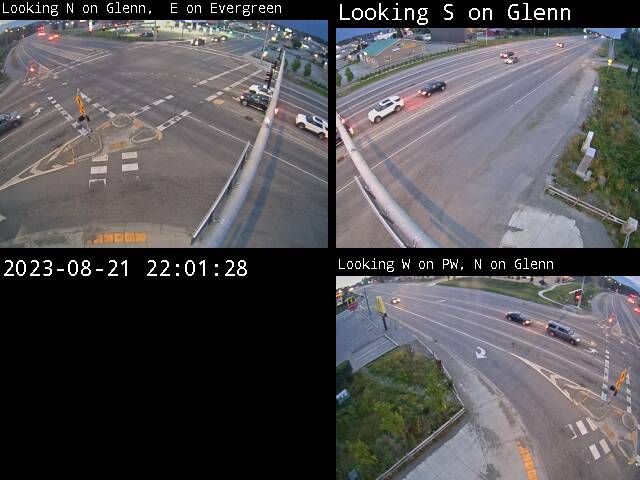 Looking N on Glenn,  E on Evergreen
Looking S on Glenn
2023-08-21 22:01:28
Looking W on PW, N on Glenn